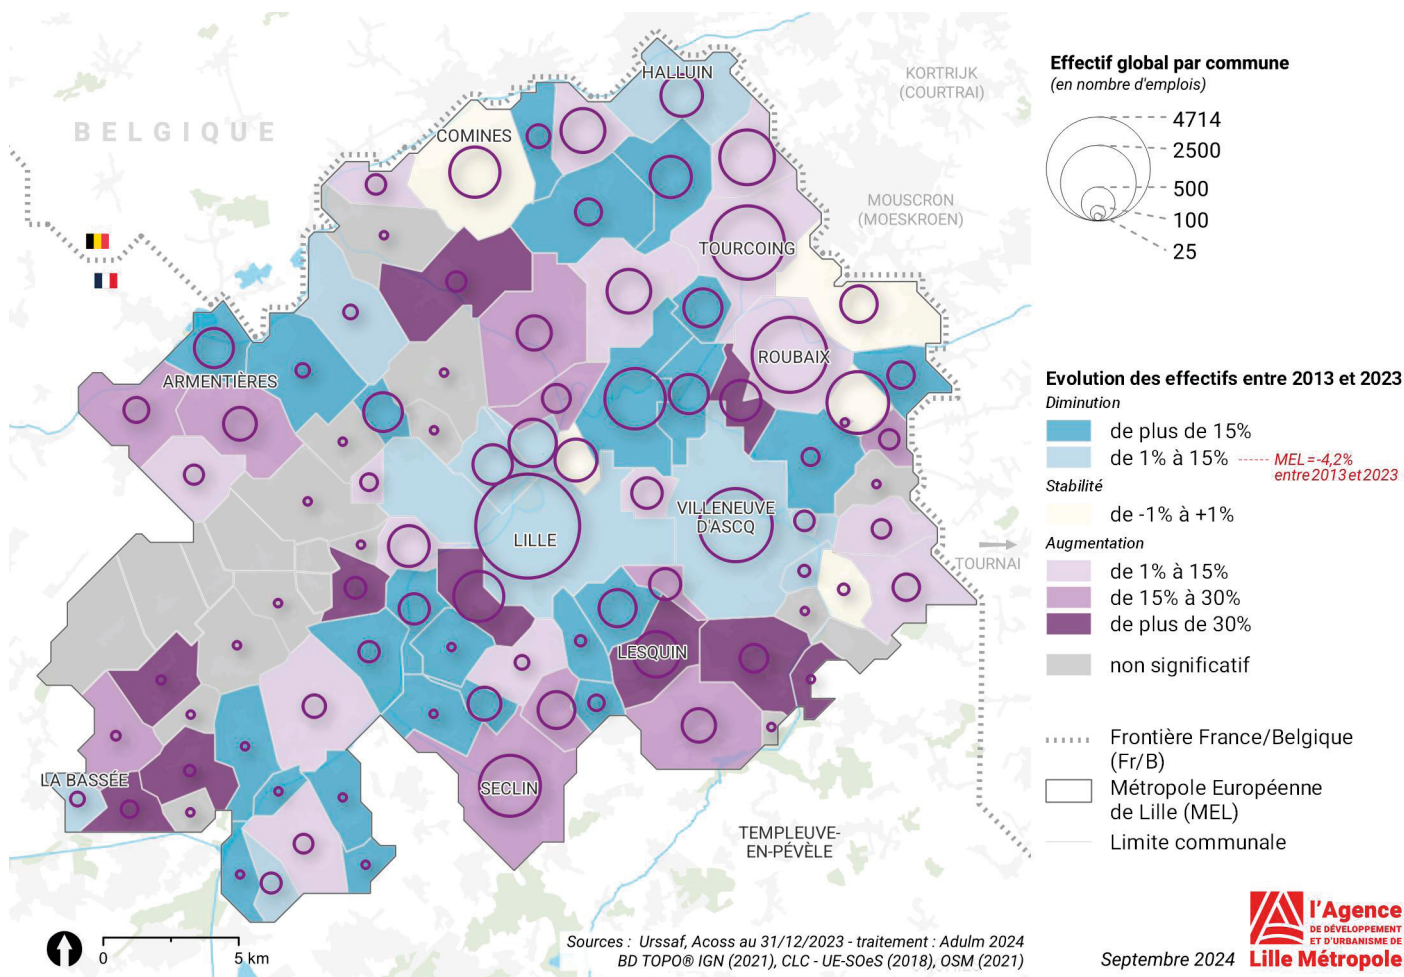 HALLUIN
KORTRIJK
(COURTRAI)
BELGIQUE
COMINES
MOUSCRON
(MOESKROEN)
TOURCOING
ROUBAIX
ARMENTIÈRES
VILLENEUVE
D'ASCQ
LILLE
TOURNAI
LESQUIN
LA BASSÉE
SECLIN
TEMPLEUVE-
EN-PÉVÈLE
0 5 km
Sources : Urssaf, Acoss au 31/12/2023 - traitement : Adulm 2024
BD TOPO® IGN (2021), CLC - UE-SOeS (2018), OSM (2021)
Effectif global par commune
(en nombre d'emplois)
4714
2500
500
100
25
Evolution des effectifs entre 2013 et 2023
Diminution
de plus de 15%
de 1% à 15%
MEL = -4,2%
entre 2013 et 2023
Stabilité
de -1% à +1%
Augmentation
de 1% à 15%
de 15% à 30%
de plus de 30%
non significatif
Frontière France/Belgique
(Fr/B)
Métropole Européenne
de Lille (MEL)
Limite communale
Septembre 2024
l'Agence
DE DÉVELOPPEMENT
ET D'URBANISME DE
Lille Métropole